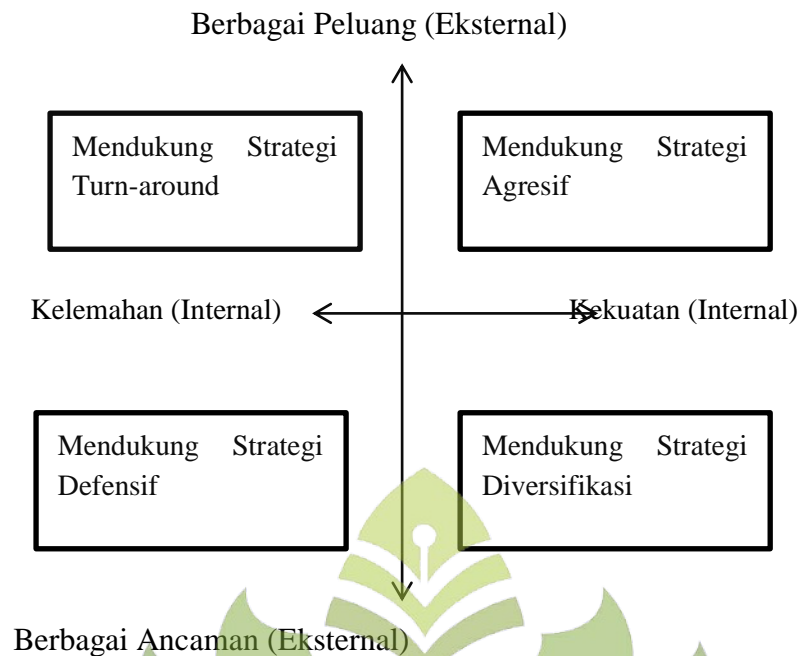 Berbagai Peluang (Eksternal)
Mendukung Strategi
Turn-around
Mendukung Strategi
Agresif
Kelemahan (Internal)
Kekuatan (Internal)
Mendukung Strategi
Defensif
Mendukung Strategi
Diversifikasi
Berbagai Ancaman (Eksternal)